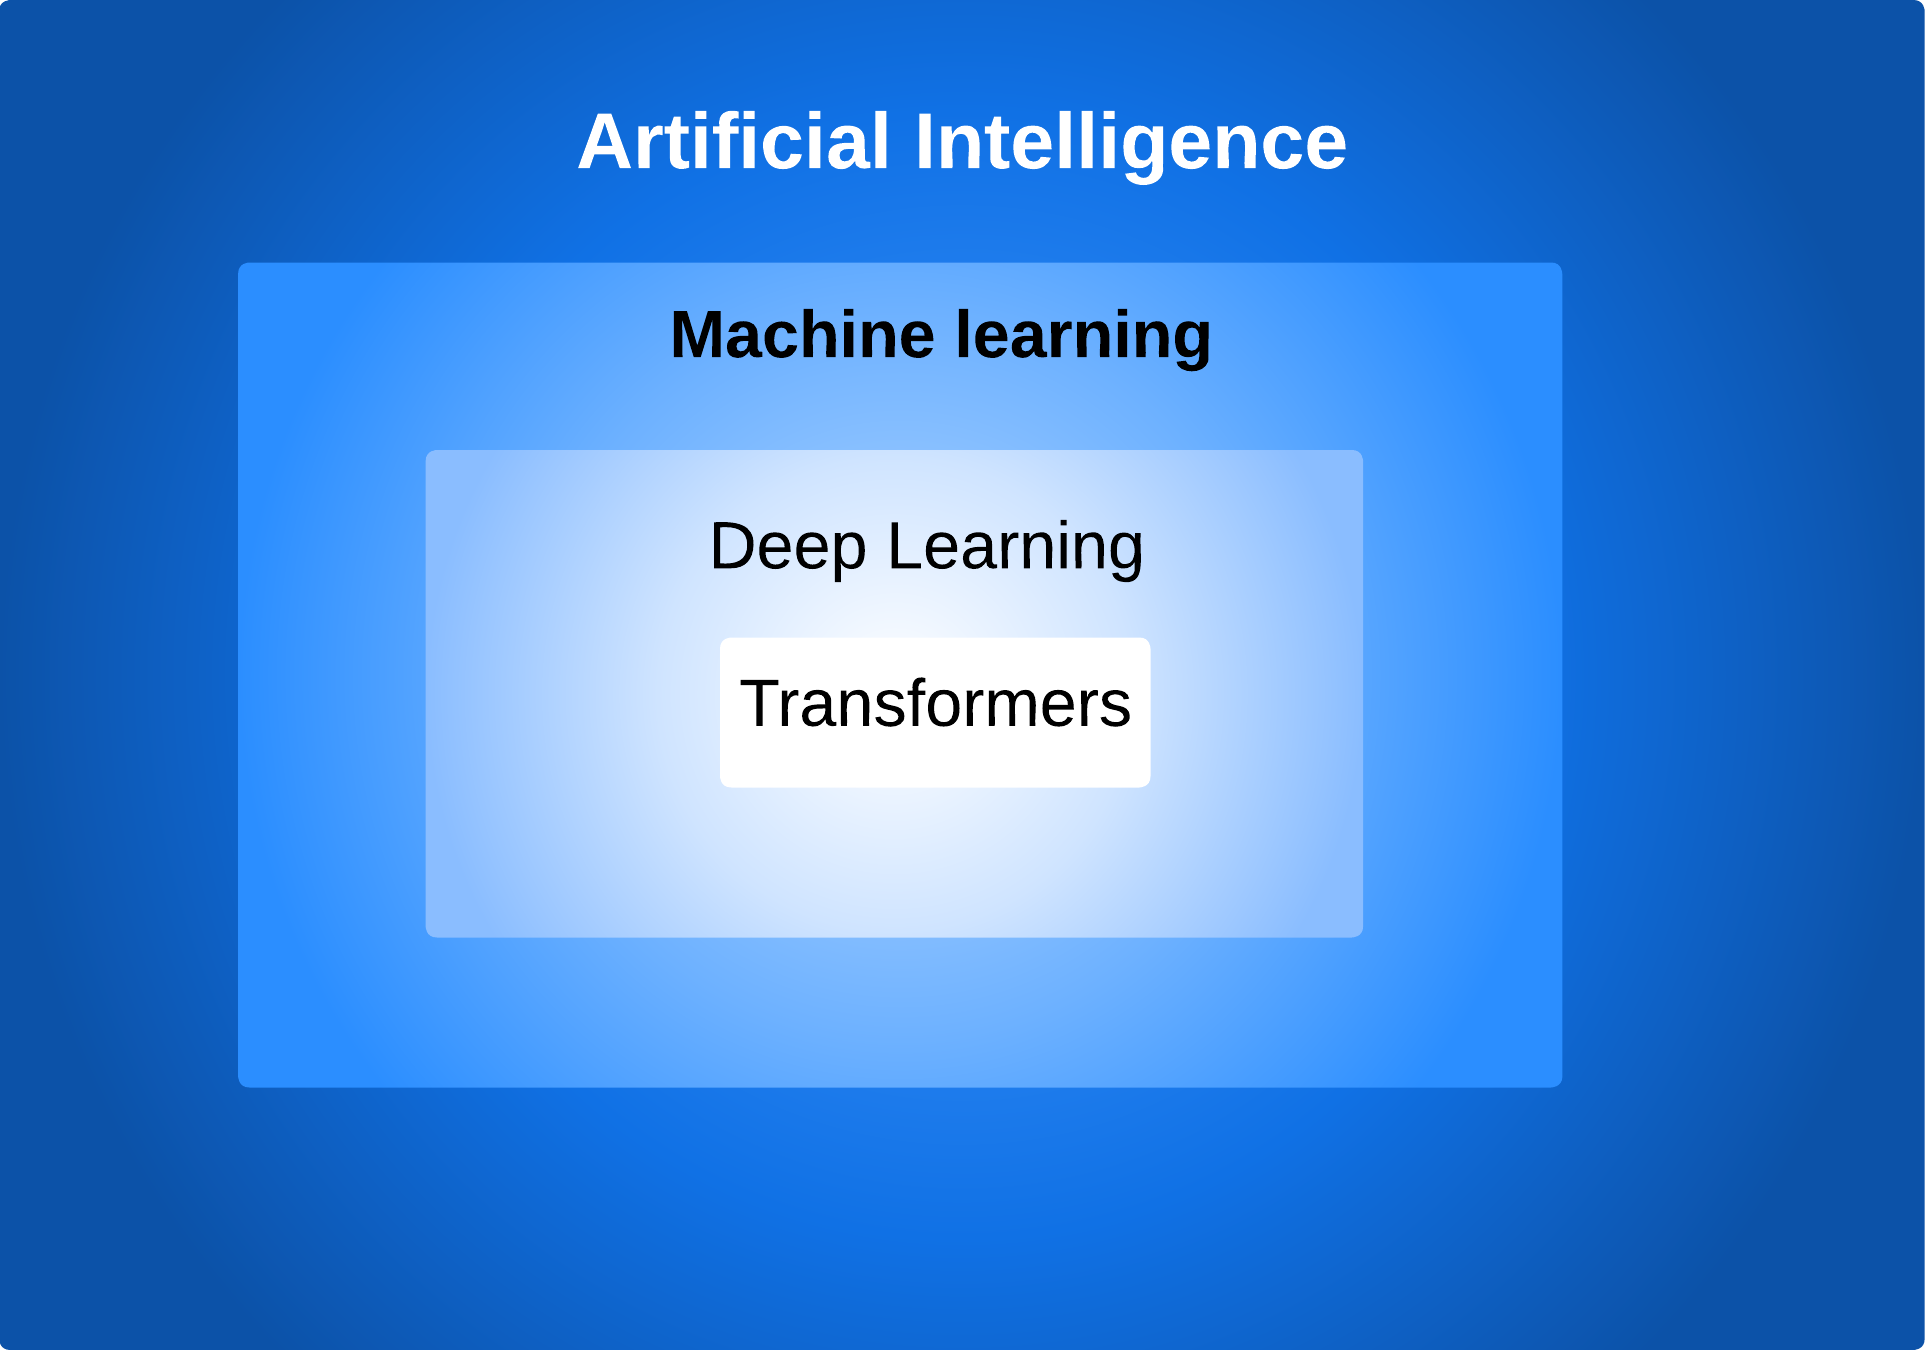 Artificial Intelligence
Machine learning
Deep Learning
Transformers